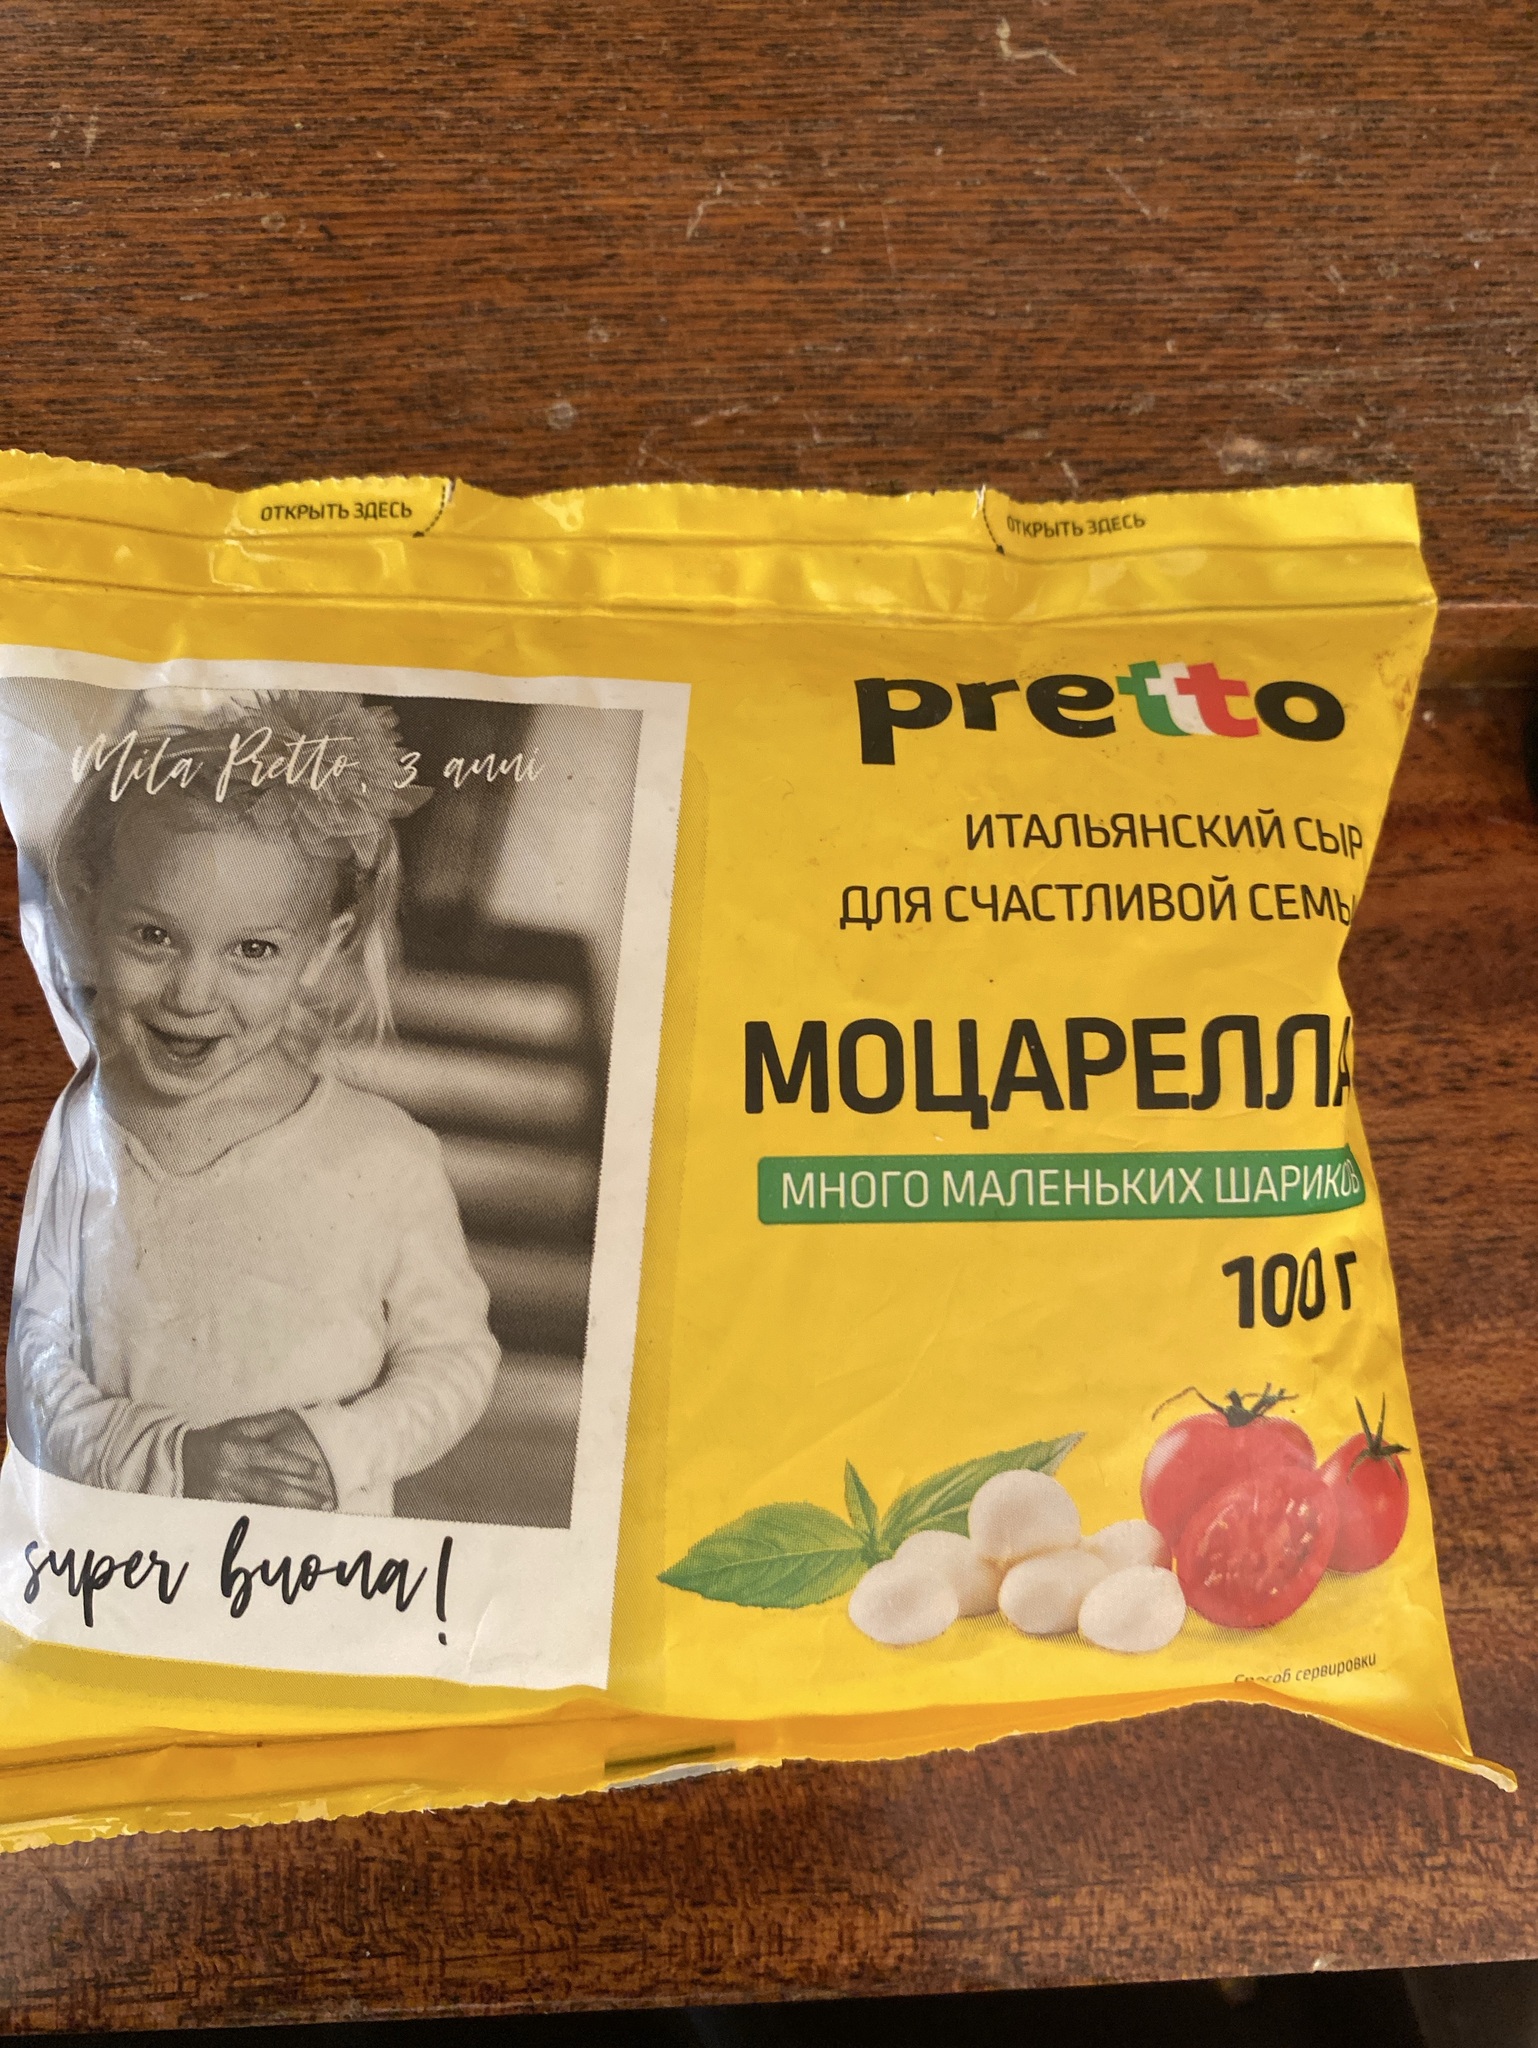 ОТКРЫТЬ ЗДЕСЬ
ОТКРЫТЬ ЗДЕСЬ
Mila Pretto, 3 anni
super buona!
pretto
ИТАЛЬЯНСКИЙ СЫР
ДЛЯ СЧАСТЛИВОЙ СЕМЬ
МОЦАРЕЛЛА
МНОГО МАЛЕНЬКИХ ШАРИКОВ
100 г
Способ сервировки